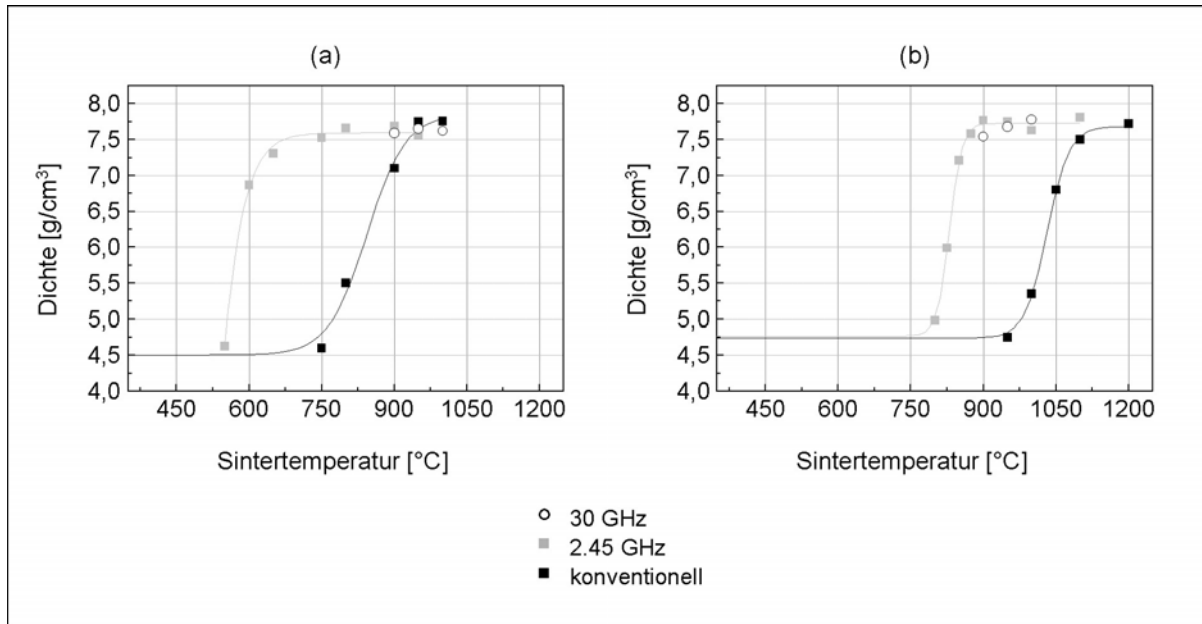 (a)
(b)
Dichte [g/cm³]
8,0
7,5
7,0
6,5
6,0
5,5
5,0
4,5
4,0
450 600 750 900 1050 1200
Sintertemperatur [°C]
Dichte [g/cm³]
8,0
7,5
7,0
6,5
6,0
5,5
5,0
4,5
4,0
450 600 750 900 1050 1200
Sintertemperatur [°C]
30 GHz
2.45 GHz
konventionell